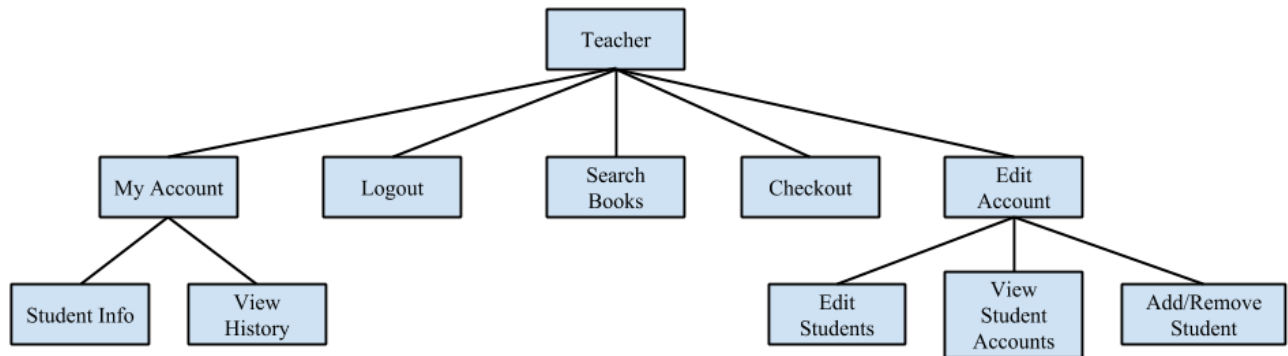 Teacher
My Account
Logout
Search
Books
Checkout
Edit
Account
Student Info
View
History
Edit
Students
View
Student
Accounts
Add/Remove
Student